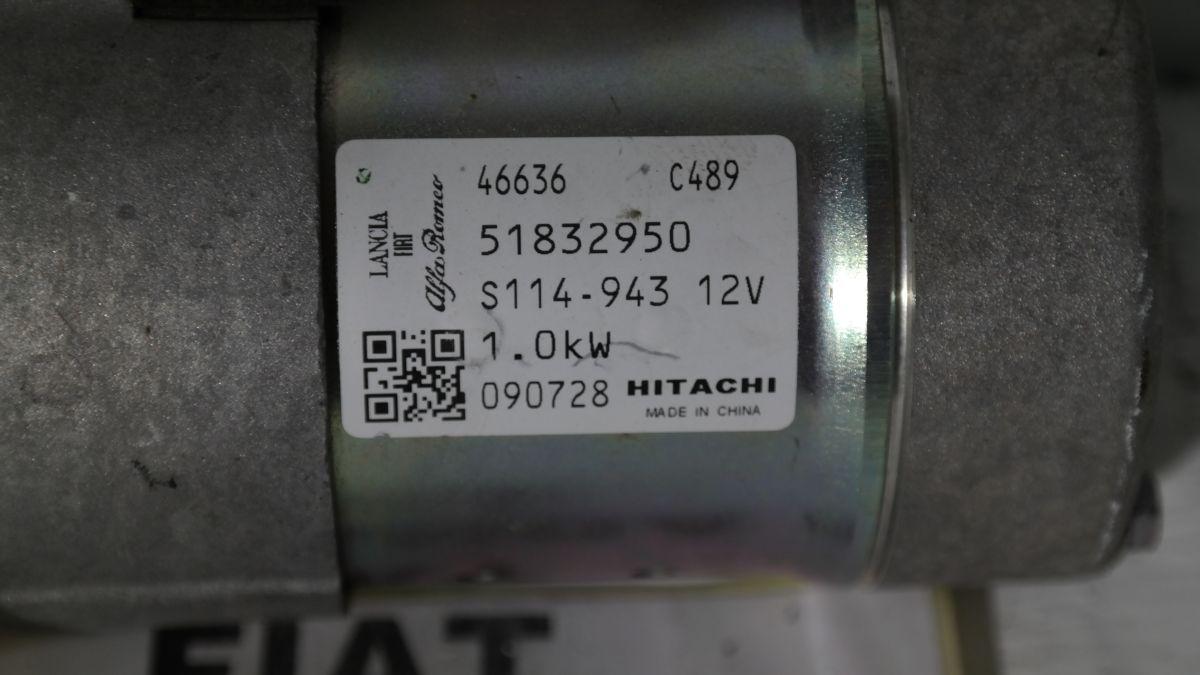 46636 C489
51832950
S114-943 12V
1.0kW
090728 HITACHI
MADE IN CHINA
LANCIA
FIAT
Alfa Romeo
FIAT